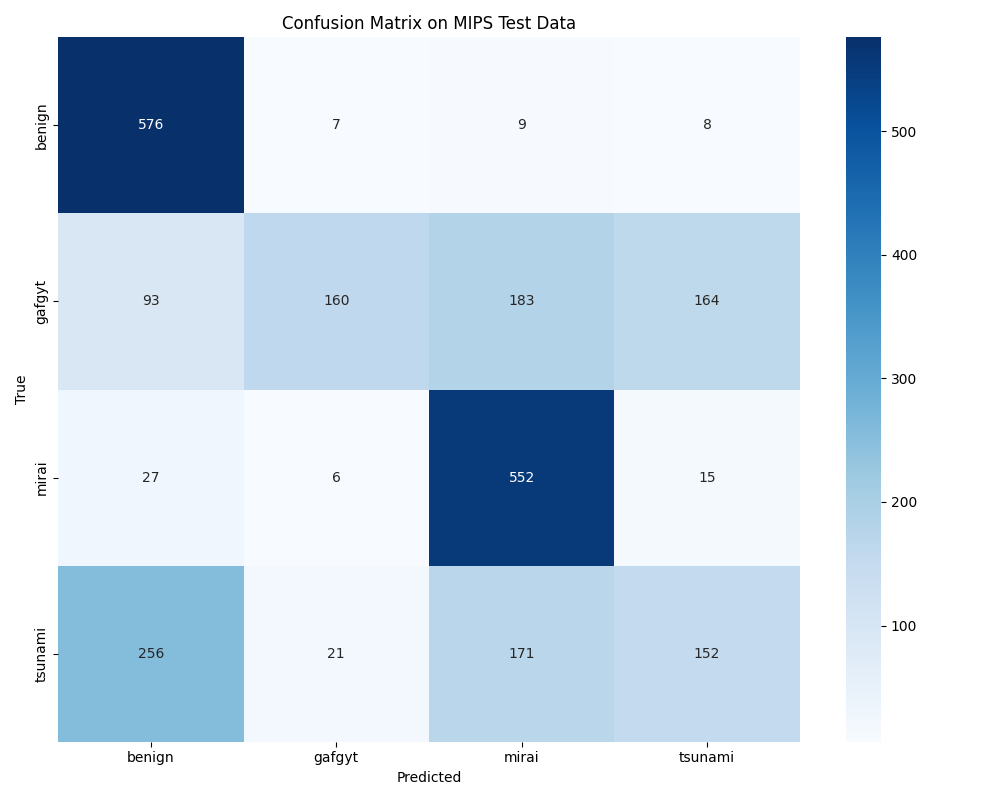 Confusion Matrix on MIPS Test Data
True
benign
576
7
9
8
gafgyt
93
160
183
164
mirai
27
6
552
15
tsunami
256
21
171
152
benign
gafgyt
mirai
tsunami
Predicted
500
400
300
200
100